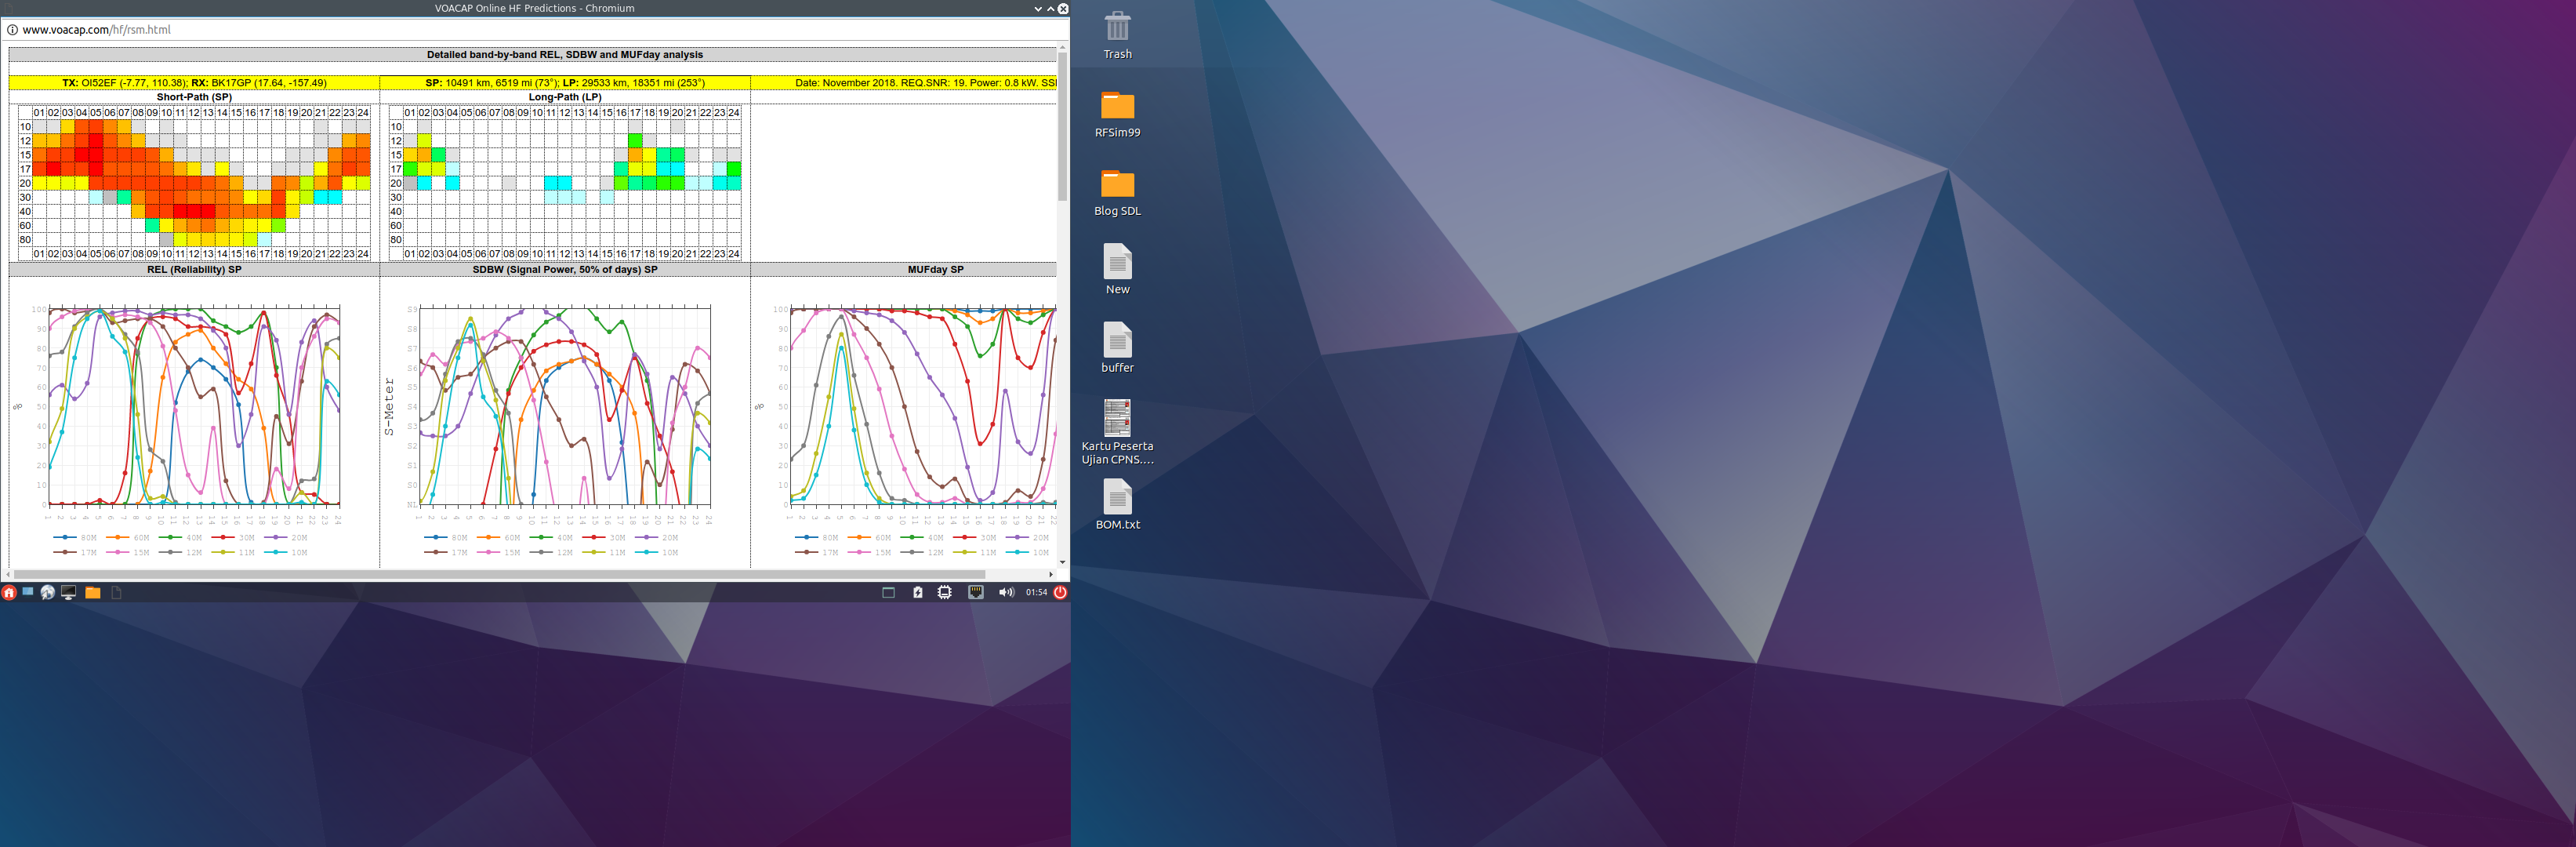 VOACAP Online HF Predictions - Chromium
www.voacap.com/hf/rsm.html
Detailed band-by-band REL, SDBW and MUFday analysis
TX: OI52EF (-7.77, 110.38); RX: BK17GP (17.64, -157.49)
SP: 10491 km, 6519 mi (73°); LP: 29533 km, 18351 mi (253°)
Date: November 2018. REQ.SNR: 19. Power: 0.8 kW. SSI
Short-Path (SP)
Long-Path (LP)
01 02 03 04 05 06 07 08 09 10 11 12 13 14 15 16 17 18 19 20 21 22 23 24
10
12
15
17
20
30
40
60
80
01 02 03 04 05 06 07 08 09 10 11 12 13 14 15 16 17 18 19 20 21 22 23 24
01 02 03 04 05 06 07 08 09 10 11 12 13 14 15 16 17 18 19 20 21 22 23 24
10
12
15
17
20
30
40
60
80
01 02 03 04 05 06 07 08 09 10 11 12 13 14 15 16 17 18 19 20 21 22 23 24
REL (Reliability) SP
SDBW (Signal Power, 50% of days) SP
MUFday SP
100
90
80
70
60
50
40
30
20
10
0
%
1 2 3 4 5 6 7 8 9 10 11 12 13 14 15 16 17 18 19 20 21 22 23 24
80M 60M 40M 30M 20M
17M 15M 12M 11M 10M
S9
S8
S7
S6
S5
S4
S3
S2
S1
S0
NL
S-Meter
1 2 3 4 5 6 7 8 9 10 11 12 13 14 15 16 17 18 19 20 21 22 23 24
80M 60M 40M 30M 20M
17M 15M 12M 11M 10M
100
90
80
70
60
50
40
30
20
10
0
%
1 2 3 4 5 6 7 8 9 10 11 12 13 14 15 16 17 18 19 20 21 22
80M 60M 40M 30M 20M
17M 15M 12M 11M 10M
01:54
Trash
RFSim99
Blog SDL
New
buffer
Kartu Peserta
Ujian CPNS....
BOM.txt